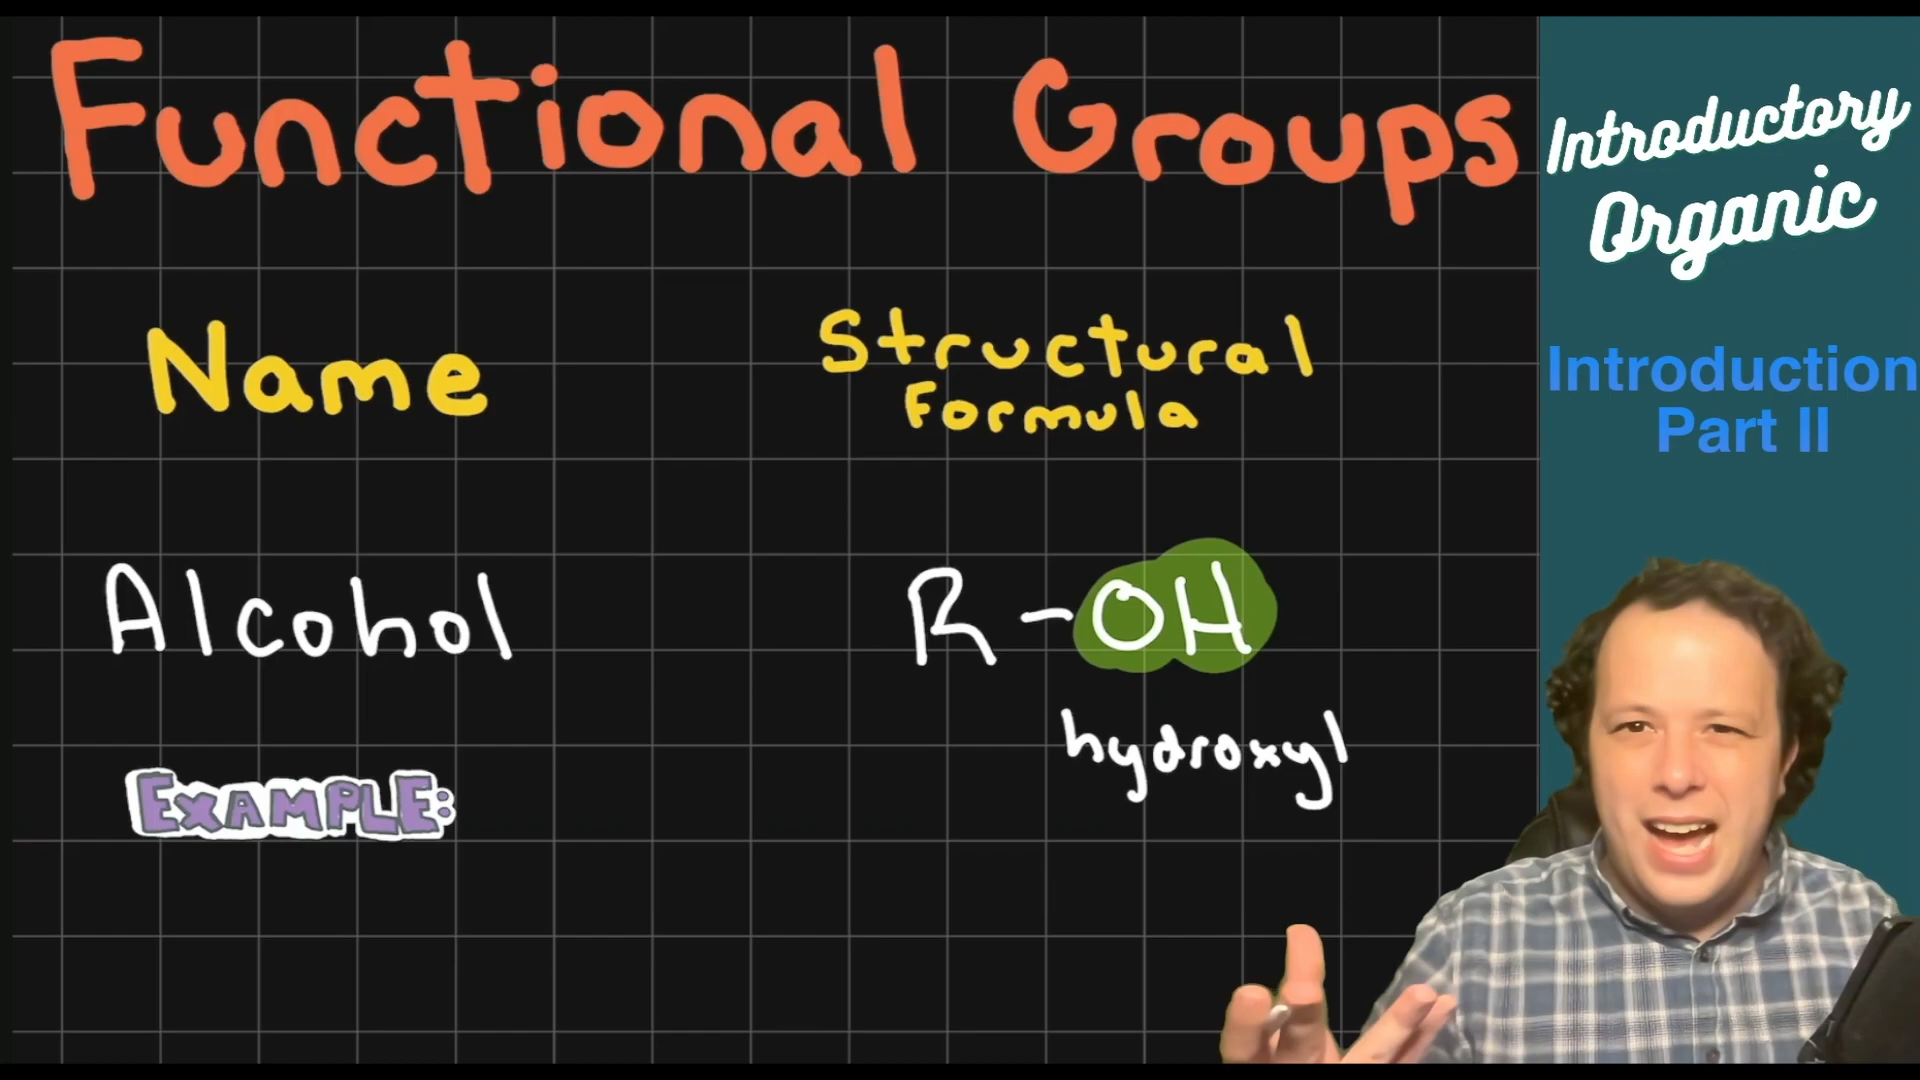 Functional Groups
Name
Structural
Formula
Alcohol
R-OH
hydroxyl
EXAMPLE:
Introductory
Organic
Introduction
Part II